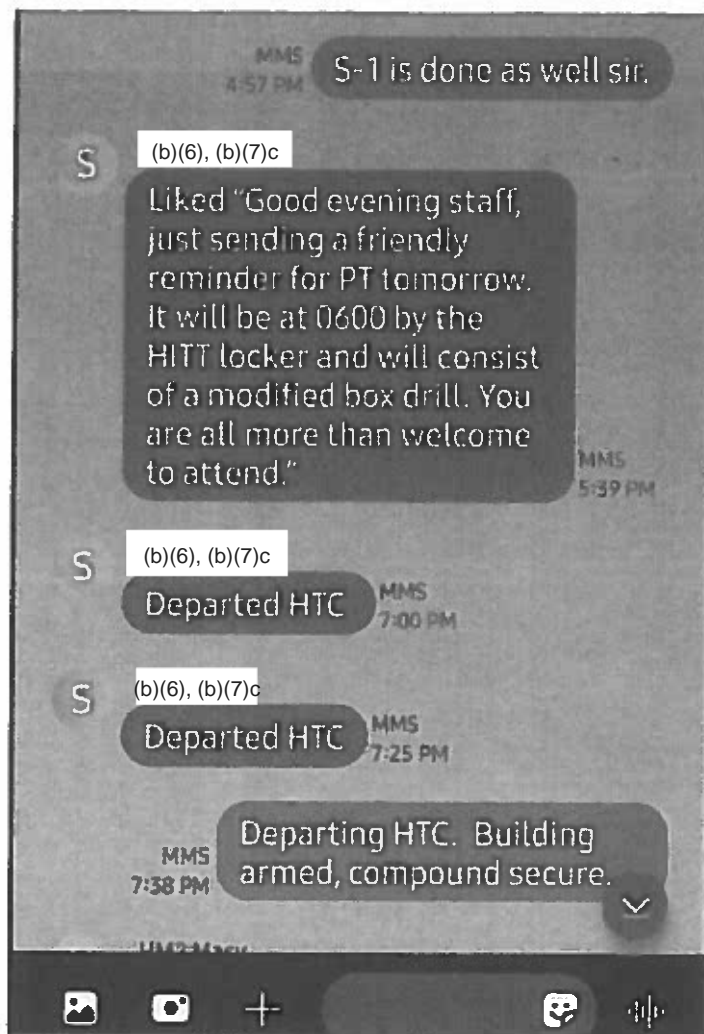 MMS
4:57 PM
S-1 is done as well sir.
S
(b)(6), (b)(7)c
Liked "Good evening staff,
just sending a friendly
reminder for PT tomorrow.
It will be at 0600 by the
HITT locker and will consist
of a modified box drill. You
are all more than welcome
to attend."
MMS
5:39 PM
S
(b)(6), (b)(7)c
Departed HTC
MMS
7:00 PM
S
(b)(6), (b)(7)c
Departed HTC
MMS
7:25 PM
Departing HTC. Building
armed, compound secure.
MMS
7:38 PM